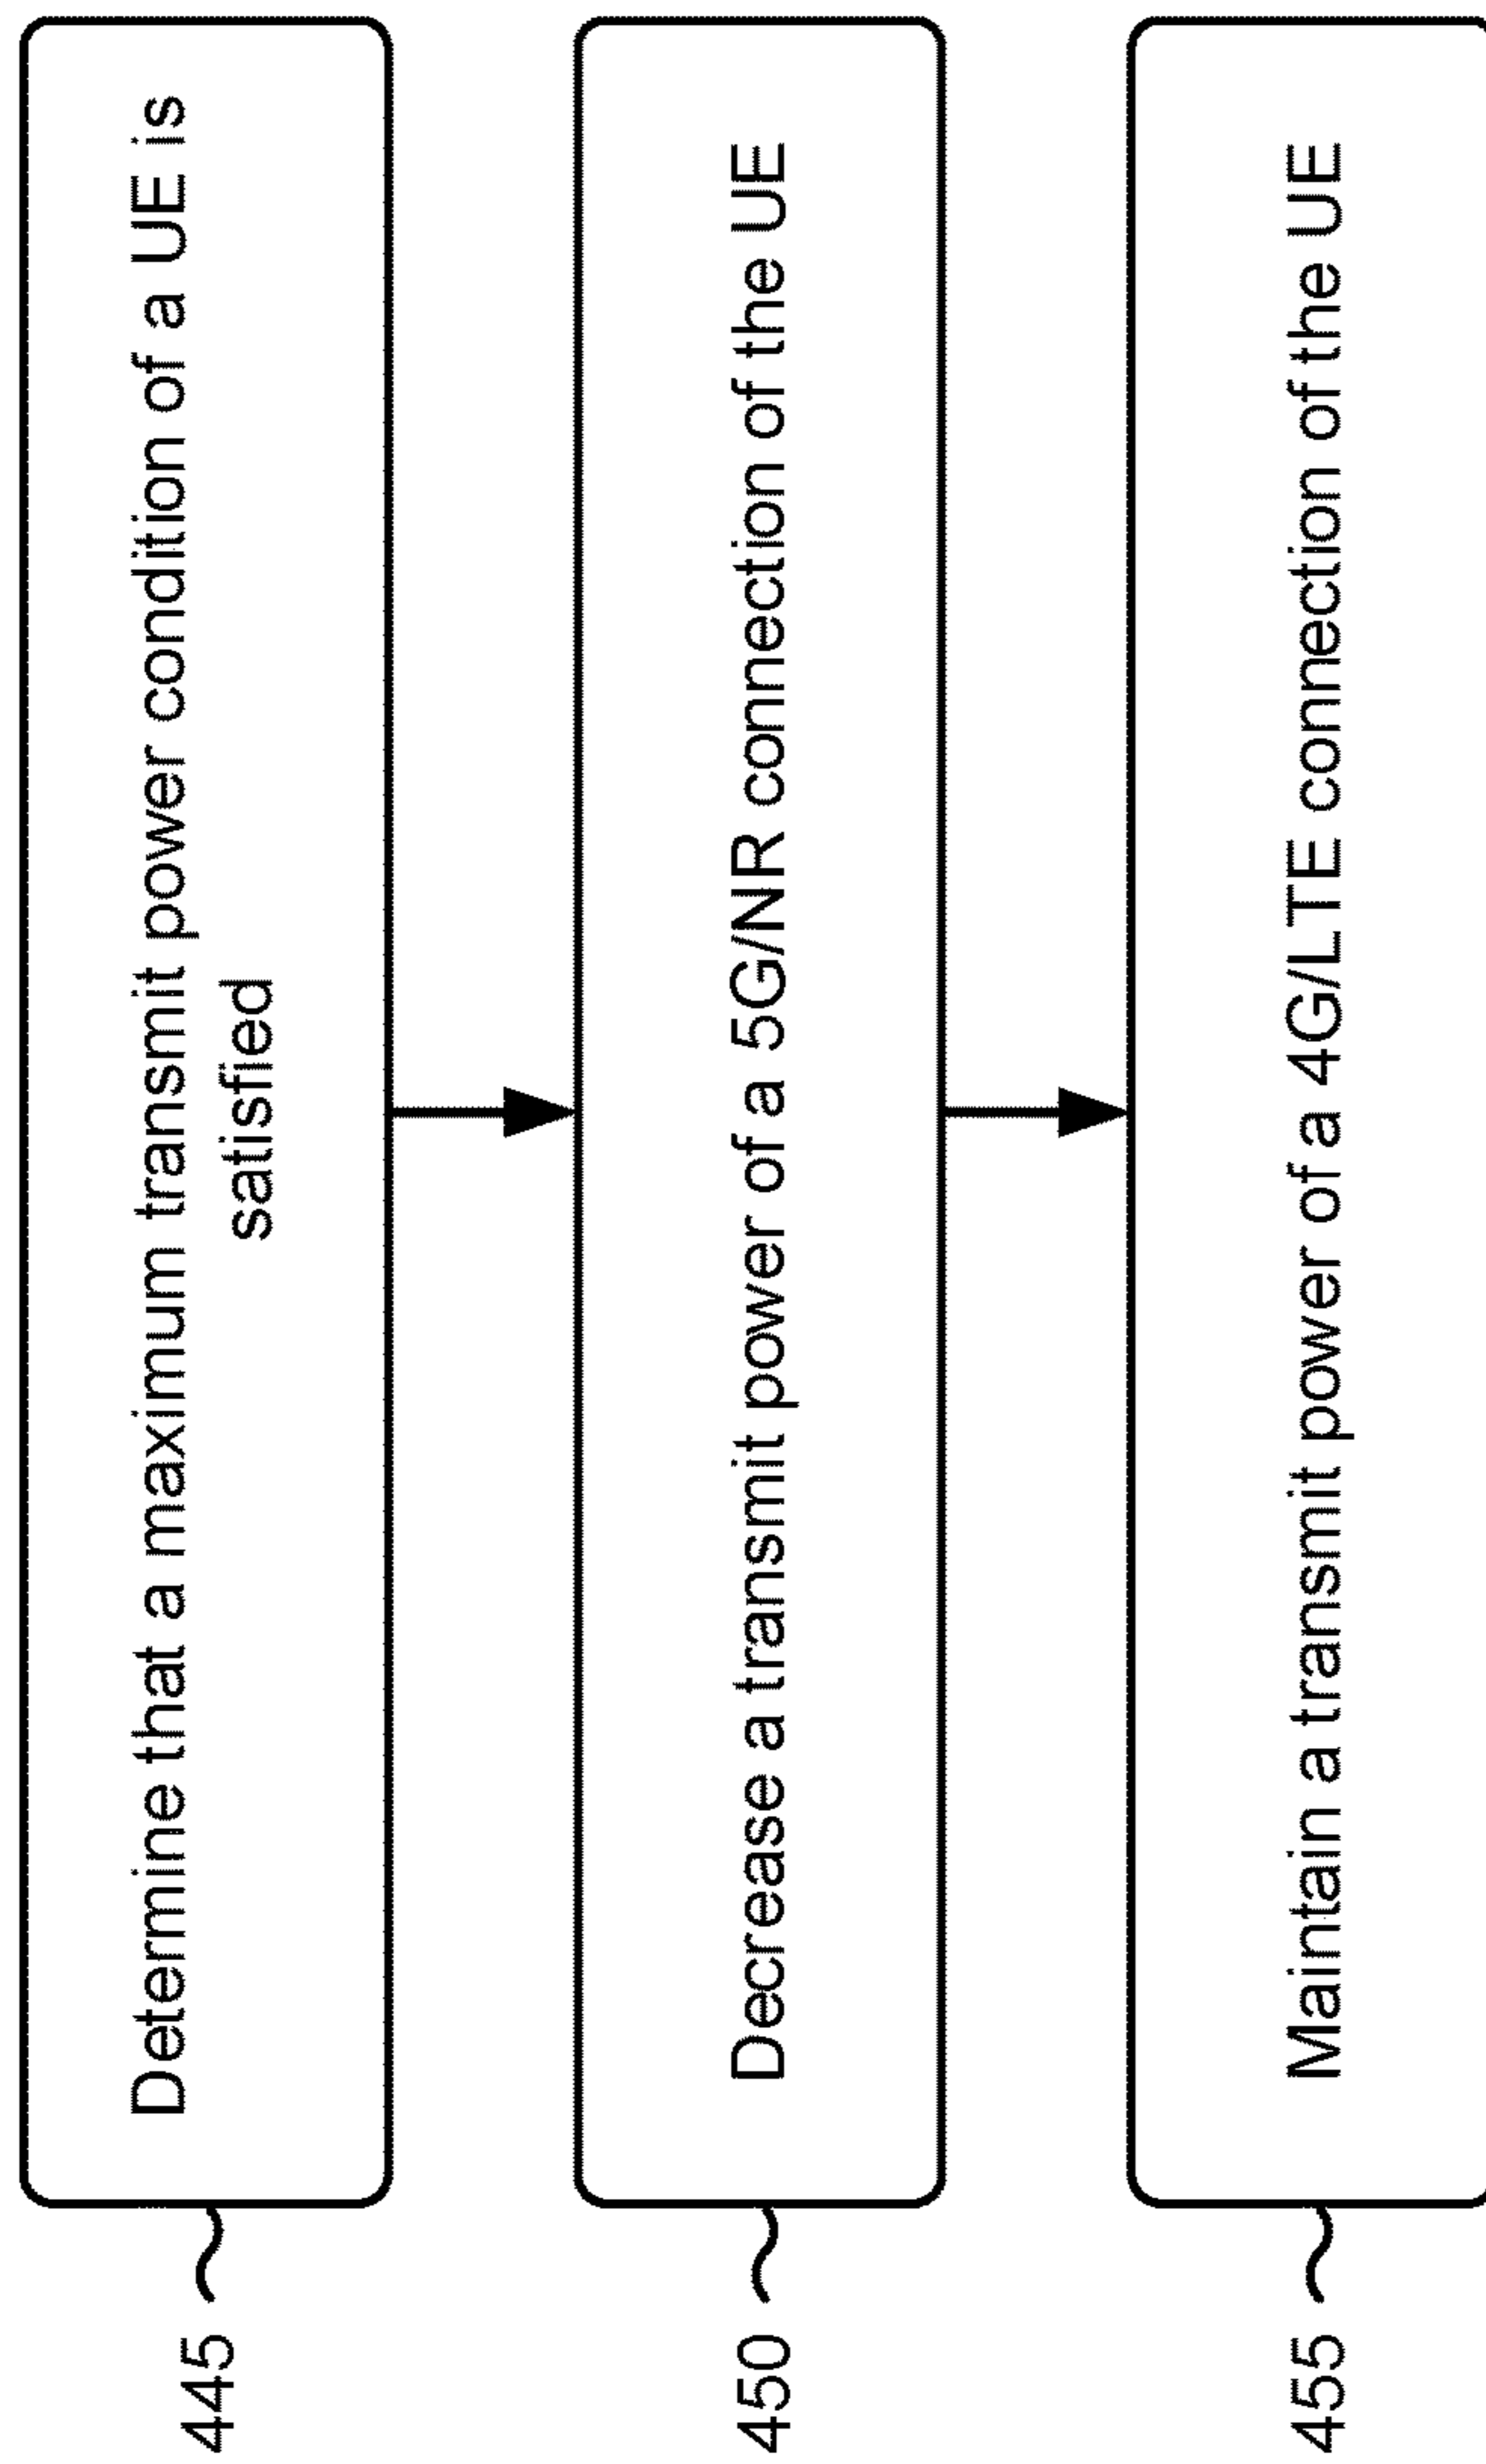 445
Determine that a maximum transmit power condition of a UE is
satisfied
450
Decrease a transmit power of a 5G/NR connection of the UE
455
Maintain a transmit power of a 4G/LTE connection of the UE